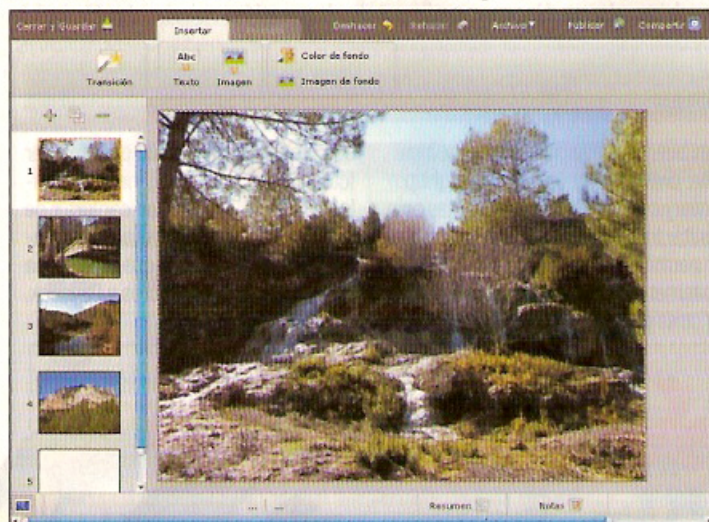 Cerrar y Guardar Insertar Deshacer Rehacer Archivo Publicar Compartir
Abc
Transición Texto Imagen
Color de fondo
Imagen de fondo
1
2
3
4
5
... ... Resumen Notas